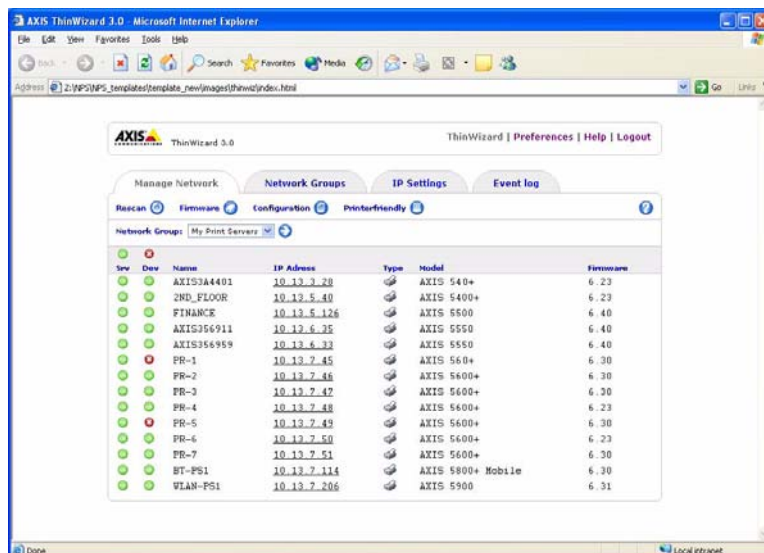 AXIS ThinWizard 3.0 - Microsoft Internet Explorer
File Edit View Favorites Tools Help
Back Search Favorites Media
Address Z:\NPS\NPS_templates\template_new\images\thinwiz\index.html Go Links
AXIS COMMUNICATIONS ThinWizard 3.0 ThinWizard | Preferences | Help | Logout
Manage Network Network Groups IP Settings Event log
Rescan Firmware Configuration Printerfriendly
Network Group: My Print Servers
Srv Dev Name IP Adress Type Model Firmware
AXIS3A4401 10.13.3.28 AXIS 540+ 6.23
2ND_FLOOR 10.13.5.40 AXIS 5400+ 6.23
FINANCE 10.13.5.126 AXIS 5500 6.40
AXIS356911 10.13.6.35 AXIS 5550 6.40
AXIS356959 10.13.6.33 AXIS 5550 6.40
PR-1 10.13.7.45 AXIS 560+ 6.30
PR-2 10.13.7.46 AXIS 5600+ 6.30
PR-3 10.13.7.47 AXIS 5600+ 6.30
PR-4 10.13.7.48 AXIS 5600+ 6.23
PR-5 10.13.7.49 AXIS 5600+ 6.30
PR-6 10.13.7.50 AXIS 5600+ 6.23
PR-7 10.13.7.51 AXIS 5600+ 6.30
BT-PS1 10.13.7.114 AXIS 5800+ Mobile 6.30
WLAN-PS1 10.13.7.206 AXIS 5900 6.31
Done Local intranet